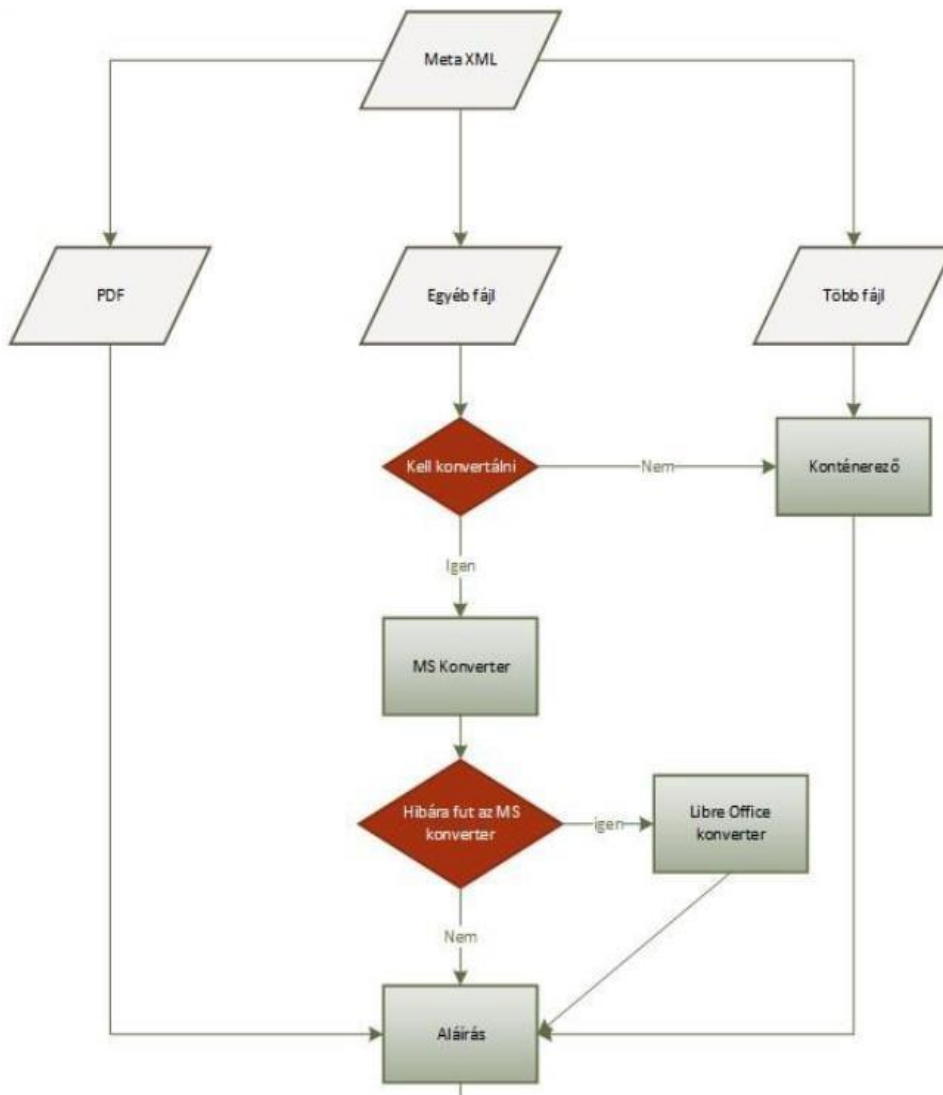 Meta XML
PDF
Egyéb fájl
Több fájl
Kell konvertálni
Nem
Konténerező
Igen
MS Konverter
Hibára fut az MS
konverter
igen
Libre Office
konverter
Nem
Aláírás